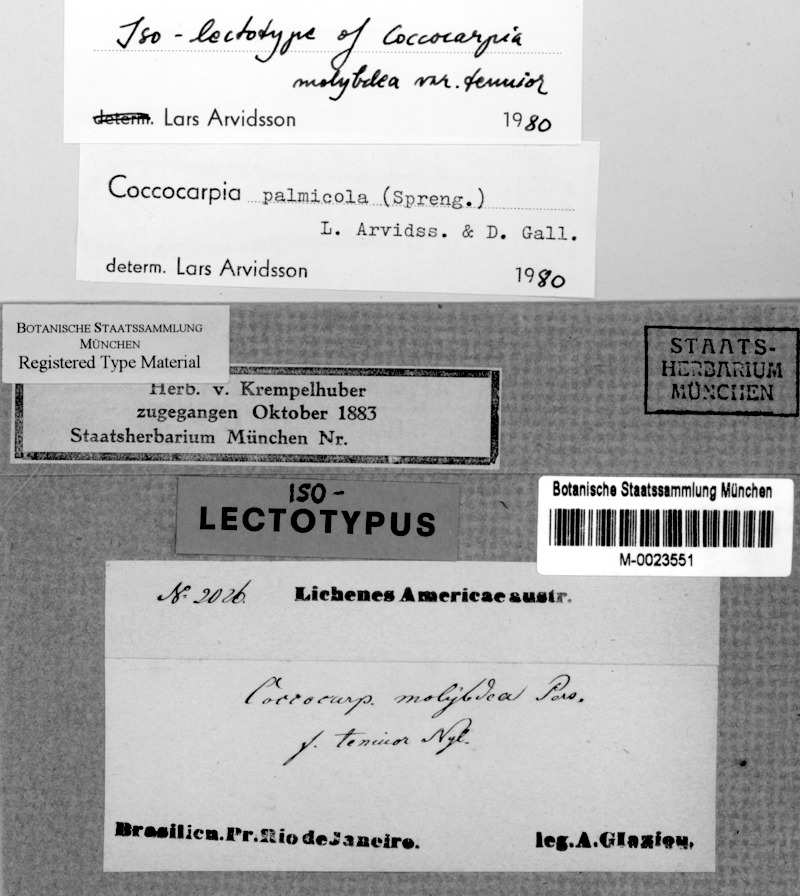 Iso-lectotype of Coccocarpia
molybdea var. tenuior
determ. Lars Arvidsson 1980
Coccocarpia palmicola (Spreng.)
L. Arvidss. & D. Gall.
determ. Lars Arvidsson 1980
BOTANISCHE STAATSSAMMLUNG
MÜNCHEN
Registered Type Material
Herb. v. Krempelhuber
zugegangen Oktober 1883
Staatsherbarium München Nr.
STAATS-
HERBARIUM
MÜNCHEN
ISO-
LECTOTYPUS
Botanische Staatssammlung München
M-0023551
No. 2026. Lichenes Americae austr.
Coccocarp. molybdea Pers.
f. tenuior Nyl.
Brasilica. Pr. Rio de Janeiro. leg. A. Glaziou.